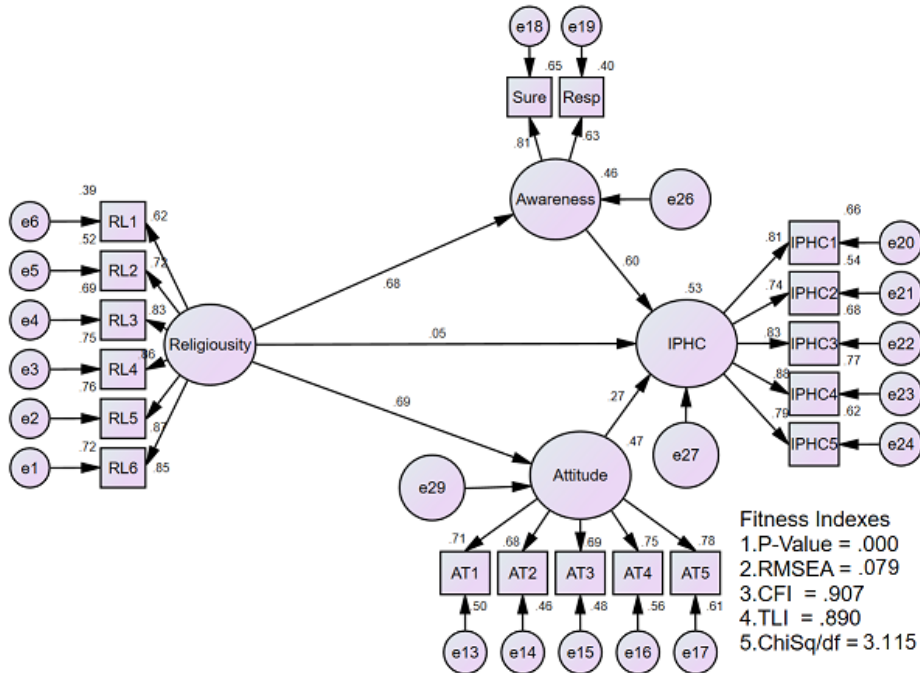 e18 e19
.65 .40
Sure Resp
.81 .63
.46
Awareness e26
.39
e6 RL1 .62
.52
e5 RL2 .72
.69
e4 RL3 .83
.75
e3 RL4 .86
.76
e2 RL5
.87
.72
e1 RL6 .85
Religiousity
.68
.05
.69
.60
.53
IPHC
.27
e27
.66
.81 IPHC1 e20
.54
.74 IPHC2 e21
.68
.83 IPHC3 e22
.77
.88 IPHC4 e23
.62
.79 IPHC5 e24
.47
Attitude
e29
.71 .68 .69 .75 .78
AT1 AT2 AT3 AT4 AT5
.50 .46 .48 .56 .61
e13 e14 e15 e16 e17
Fitness Indexes
1.P-Value = .000
2.RMSEA = .079
3.CFI = .907
4.TLI = .890
5.ChiSq/df = 3.115